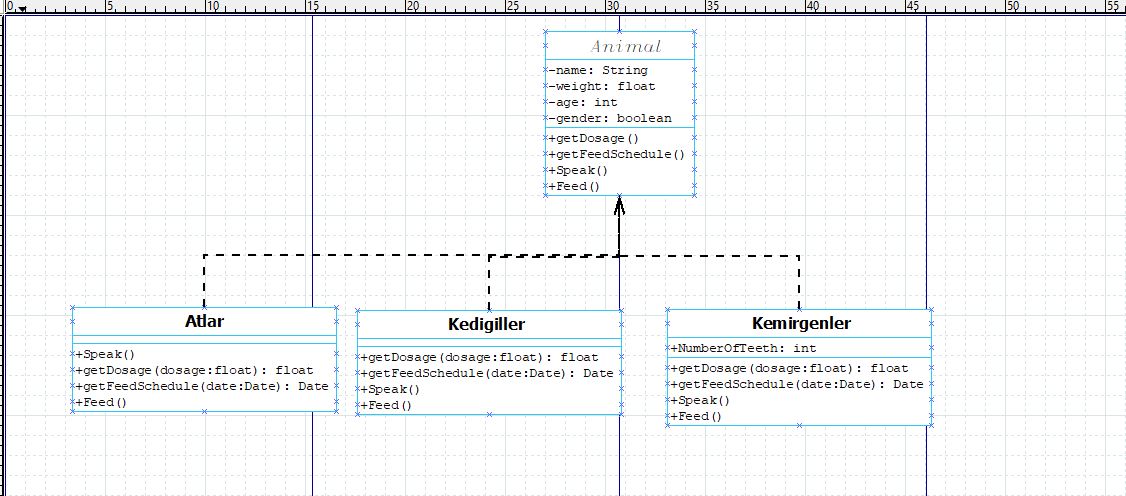 0 5 10 15 20 25 30 35 40 45 50 55
Animal
-name: String
-weight: float
-age: int
-gender: boolean
+getDosage()
+getFeedSchedule()
+Speak()
+Feed()
Atlar
+Speak()
+getDosage(dosage:float): float
+getFeedSchedule(date:Date): Date
+Feed()
Kedigiller
+getDosage(dosage:float): float
+getFeedSchedule(date:Date): Date
+Speak()
+Feed()
Kemirgenler
+NumberOfTeeth: int
+getDosage(dosage:float): float
+getFeedSchedule(date:Date): Date
+Speak()
+Feed()